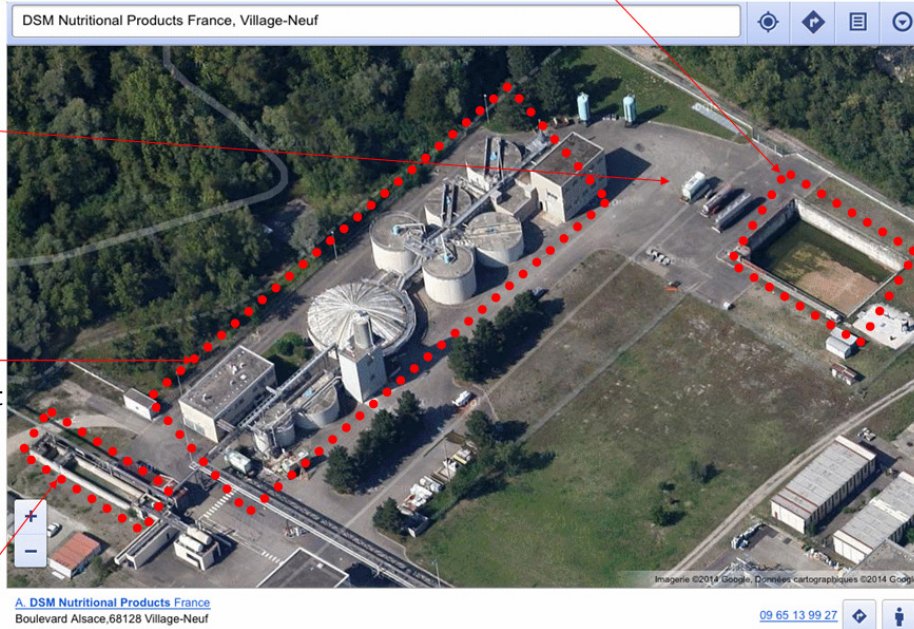 DSM Nutritional Products France, Village-Neuf
t
+
−
Imagerie ©2014 Google, Données cartographiques ©2014 Google
A. DSM Nutritional Products France
Boulevard Alsace,68128 Village-Neuf
09 65 13 99 27